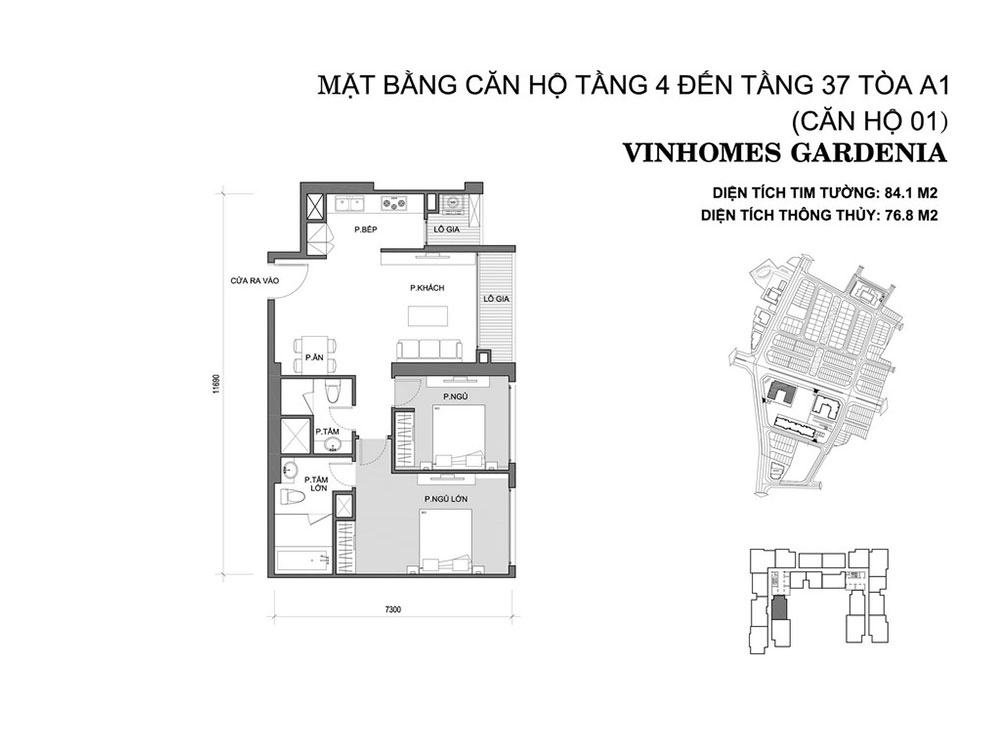 MẶT BẰNG CĂN HỘ TẦNG 4 ĐẾN TẦNG 37 TÒA A1
(CĂN HỘ 01)
VINHOMES GARDENIA
DIỆN TÍCH TIM TƯỜNG: 84.1 M2
DIỆN TÍCH THÔNG THỦY: 76.8 M2
P.BẾP
LÔ GIA
CỬA RA VÀO
P.KHÁCH
LÔ GIA
P.ĂN
11690
P.NGỦ
P.TẮM
P.TẮM
LỚN
P.NGỦ LỚN
7300